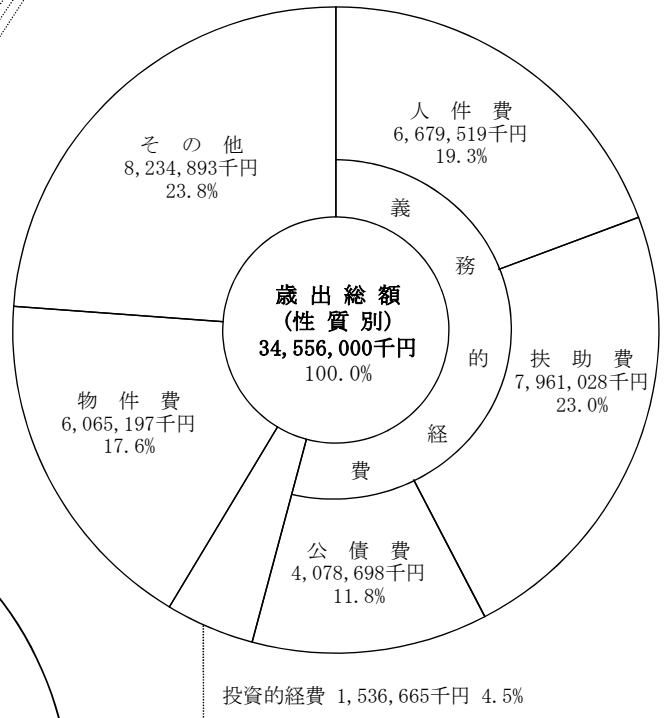 人 件 費
6,679,519千円
19.3%
そ の 他
8,234,893千円
23.8%
義
務
的
経
費
歳 出 総 額
(性 質 別)
34,556,000千円
100.0%
扶 助 費
7,961,028千円
23.0%
物 件 費
6,065,197千円
17.6%
公 債 費
4,078,698千円
11.8%
投資的経費 1,536,665千円 4.5%